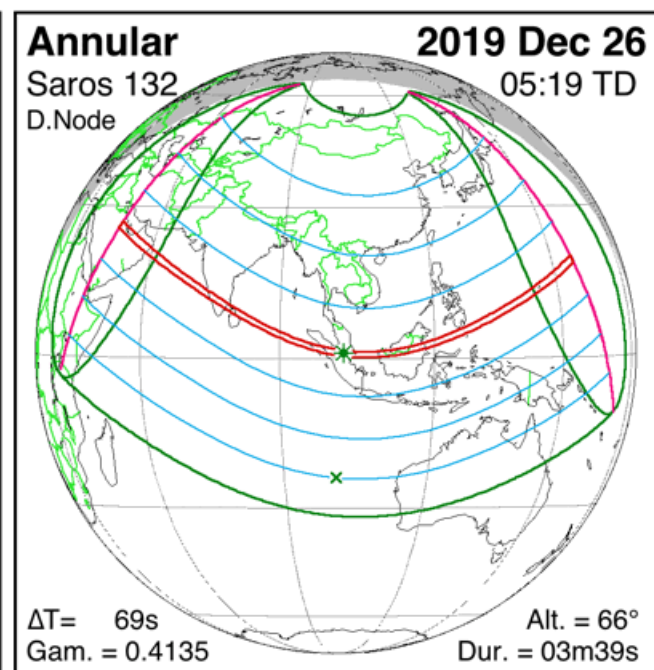 Annular 2019 Dec 26
Saros 132 05:19 TD
D.Node
ΔT= 69s Alt. = 66°
Gam. = 0.4135 Dur. = 03m39s